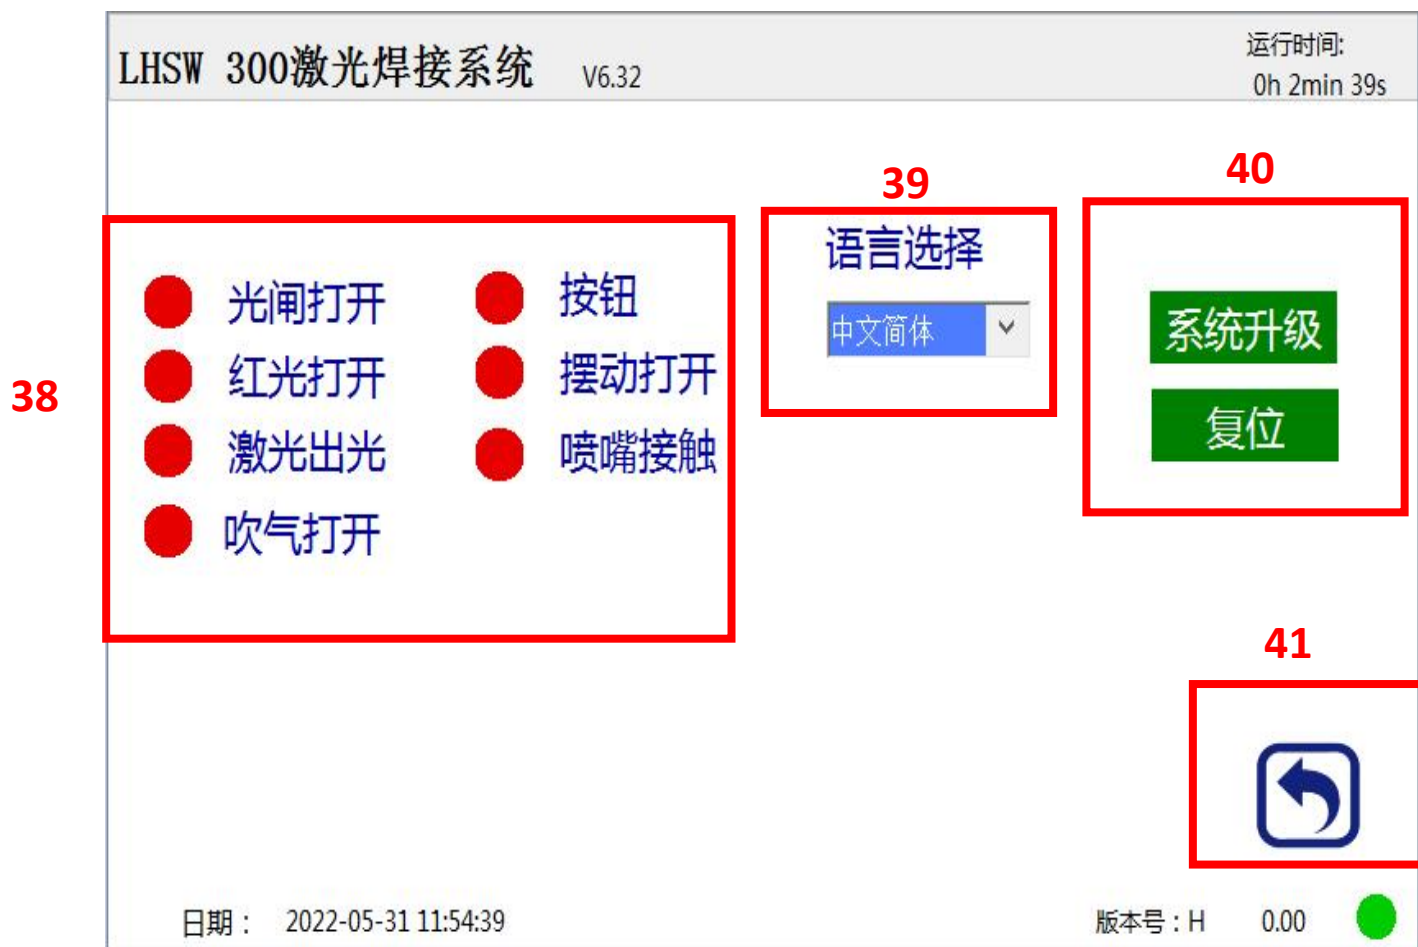 LHSW 300激光焊接系统 V6.32
运行时间:
0h 2min 39s
38
光闸打开 按钮
红光打开 摆动打开
激光出光 喷嘴接触
吹气打开
39
语言选择
中文简体
40
系统升级
复位
41
日期： 2022-05-31 11:54:39 版本号：H 0.00